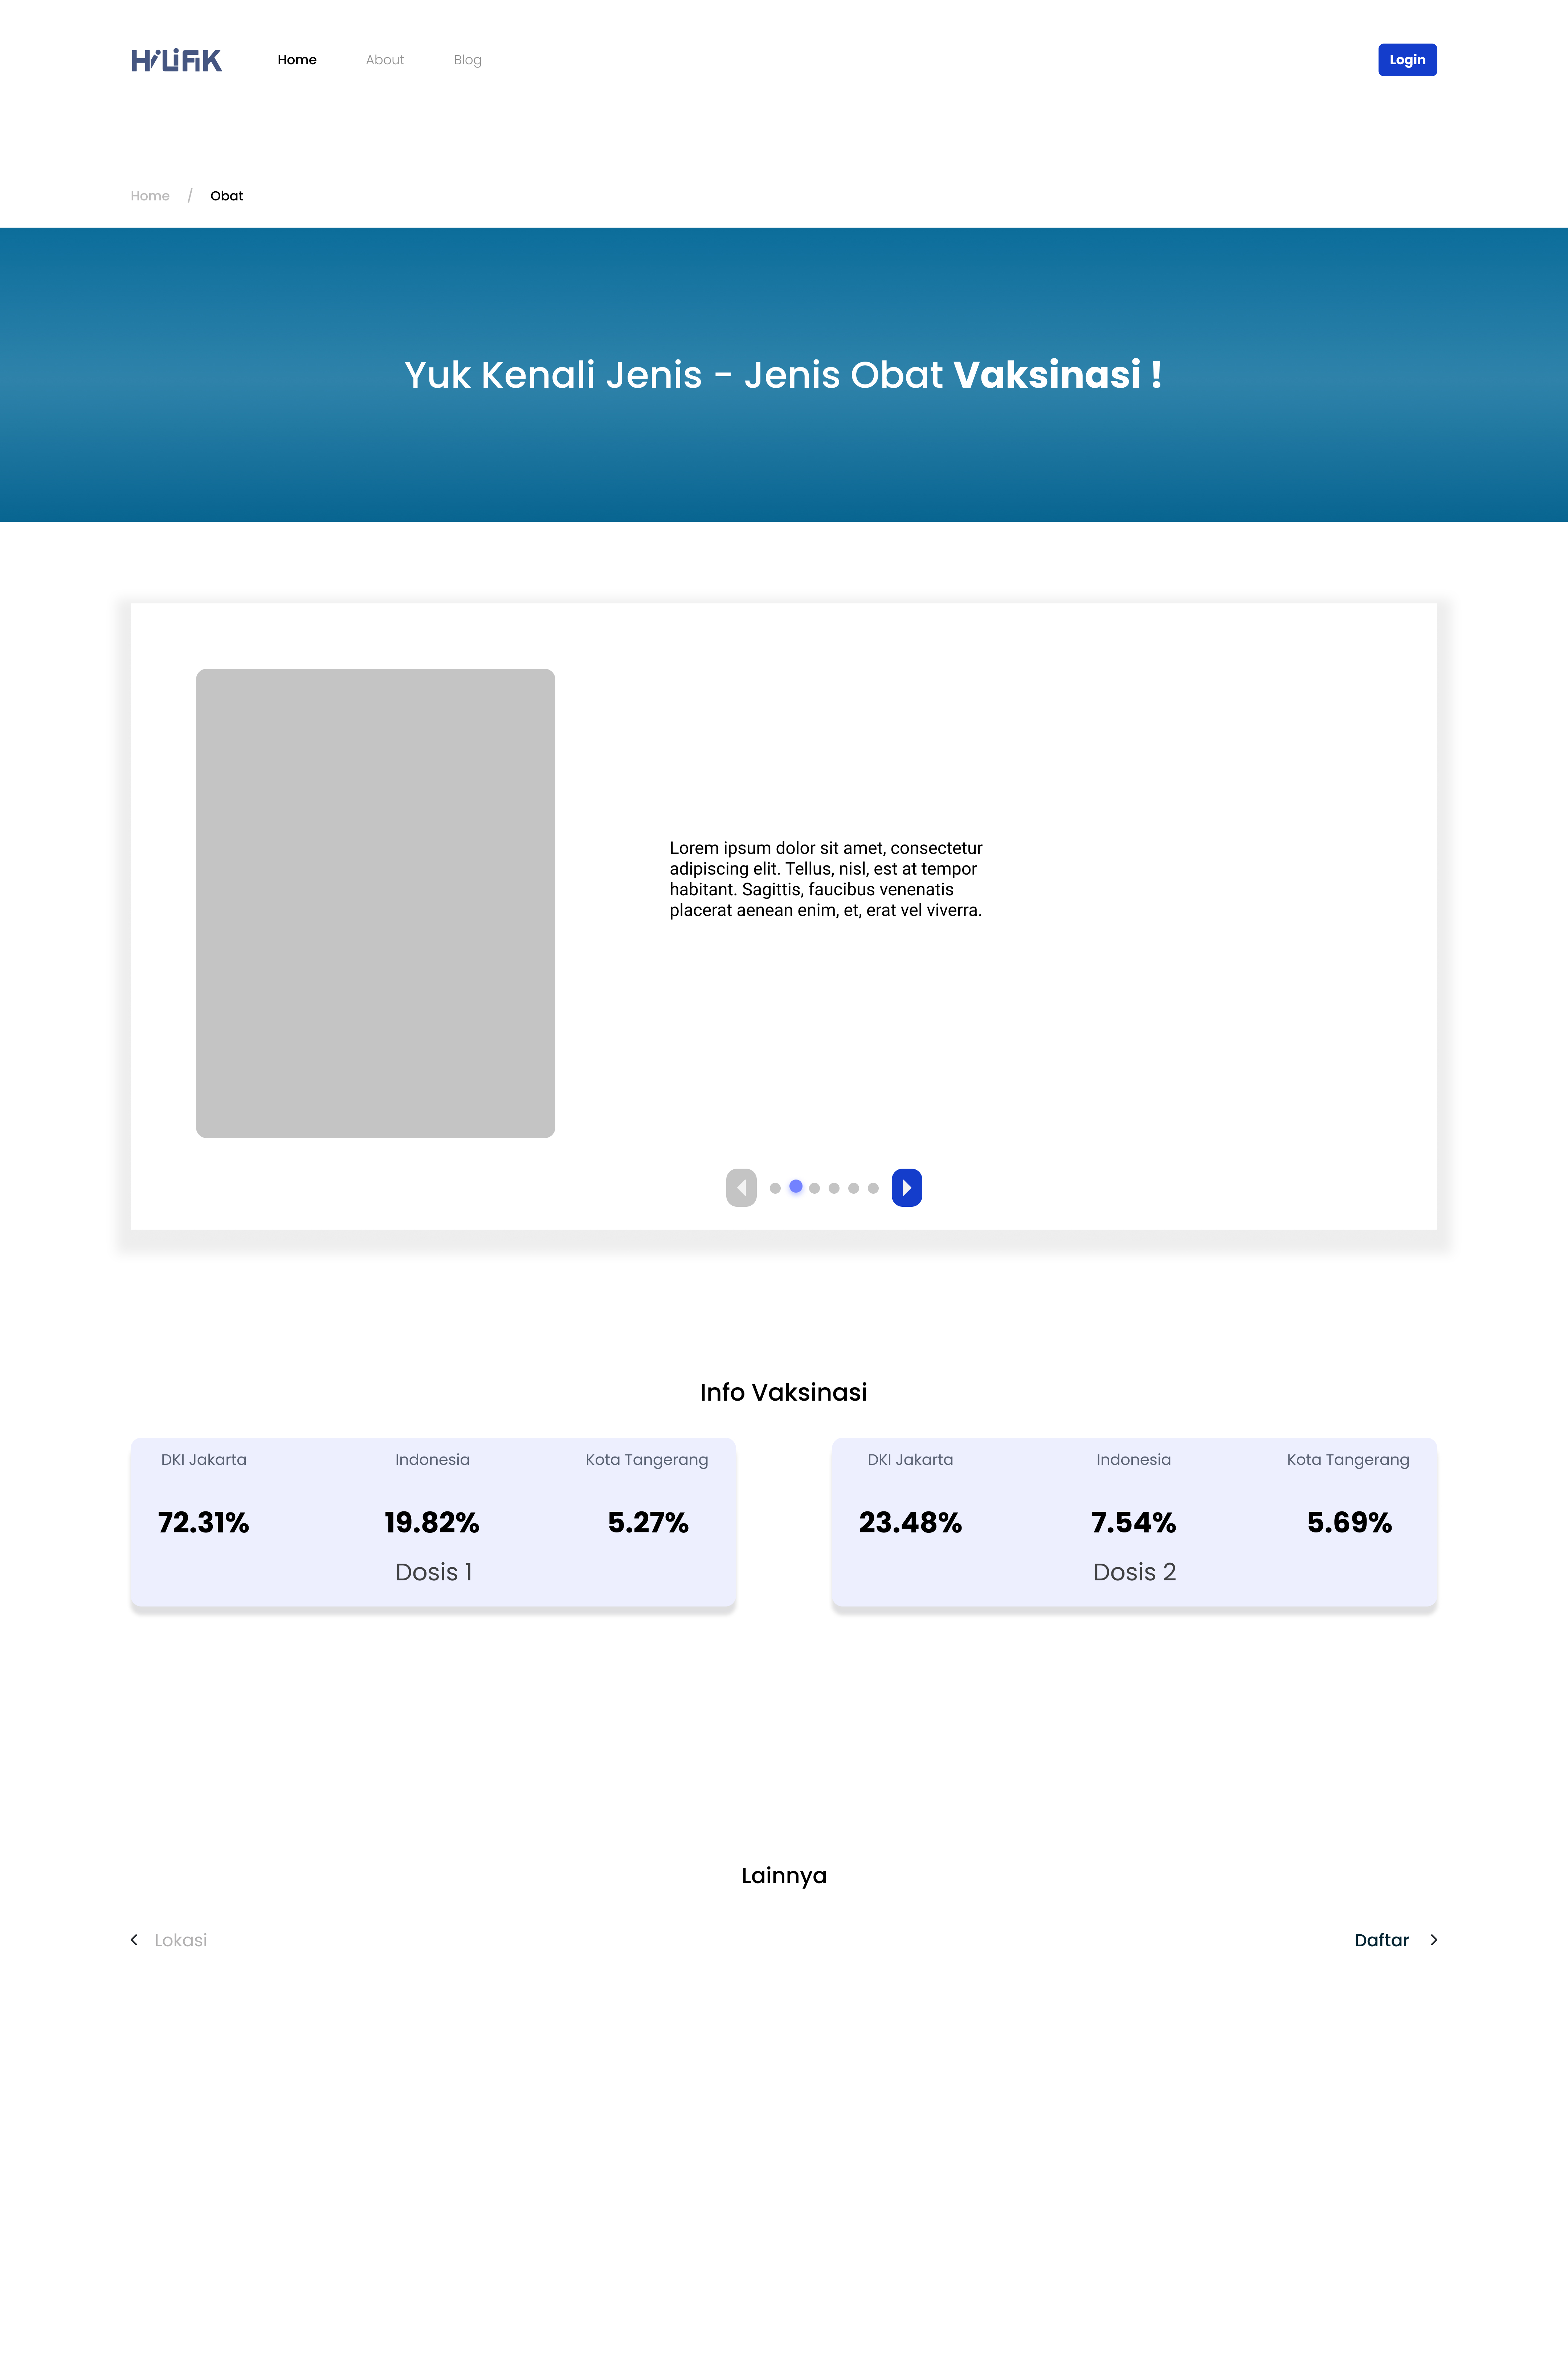 HiLiFiK
Home About Blog Login
Home / Obat
Yuk Kenali Jenis - Jenis Obat Vaksinasi !
Lorem ipsum dolor sit amet, consectetur
adipiscing elit. Tellus, nisl, est at tempor
habitant. Sagittis, faucibus venenatis
placerat aenean enim, et, erat vel viverra.
Info Vaksinasi
DKI Jakarta Indonesia Kota Tangerang
72.31% 19.82% 5.27%
Dosis 1
DKI Jakarta Indonesia Kota Tangerang
23.48% 7.54% 5.69%
Dosis 2
Lainnya
Lokasi Daftar